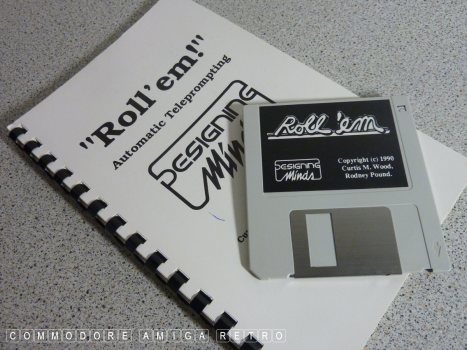 "Roll'em!"
Automatic Teleprompting
DESIGNING
Minds
Roll 'em
DESIGNING
Minds
Copyright (c) 1990
Curtis M. Wood.
Rodney Pound.
COMMODORE AMIGA RETRO